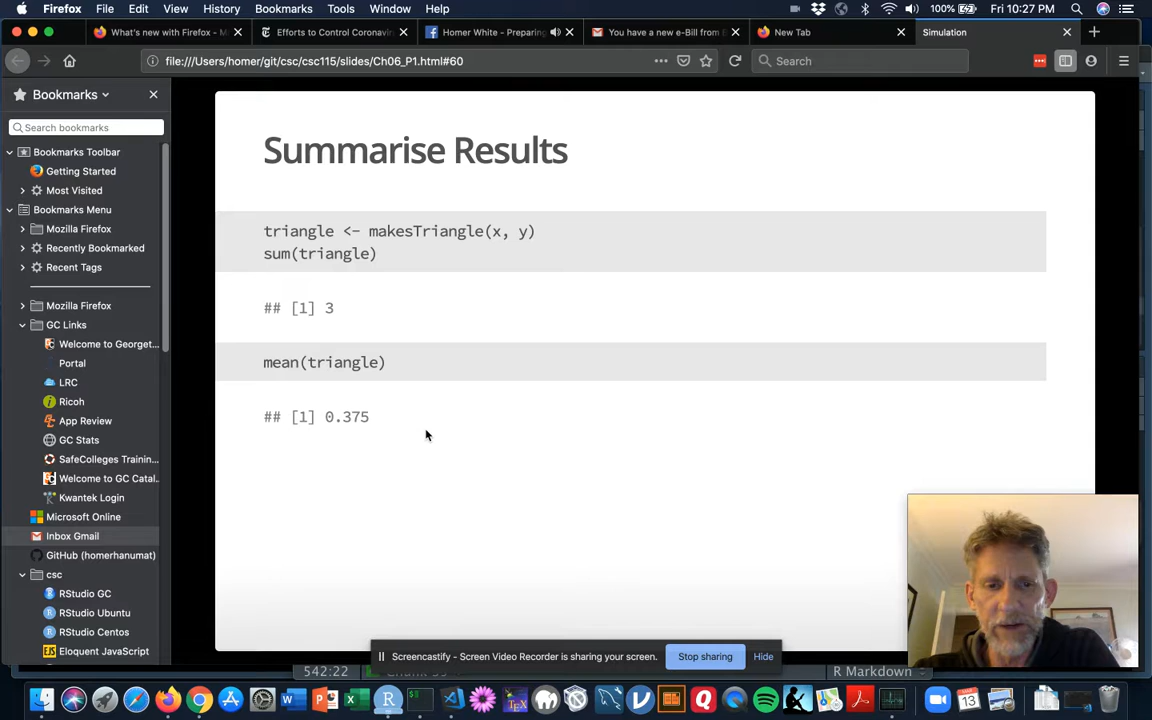 Firefox File Edit View History Bookmarks Tools Window Help 100% Fri 10:27 PM
What's new with Firefox - M
Efforts to Control Coronavir
Homer White - Preparing
You have a new e-Bill from
New Tab
Simulation
file:///Users/homer/git/csc/csc115/slides/Ch06_P1.html#60
Search
Bookmarks
Search bookmarks
Bookmarks Toolbar
Getting Started
Most Visited
Bookmarks Menu
Mozilla Firefox
Recently Bookmarked
Recent Tags
Mozilla Firefox
GC Links
Welcome to Georget...
Portal
LRC
Ricoh
App Review
GC Stats
SafeColleges Trainin...
Welcome to GC Catal...
Kwantek Login
Microsoft Online
Inbox Gmail
GitHub (homerhanumat)
csc
RStudio GC
RStudio Ubuntu
RStudio Centos
Eloquent JavaScript
Summarise Results
triangle <- makesTriangle(x, y)
sum(triangle)
## [1] 3
mean(triangle)
## [1] 0.375
Screencastify - Screen Video Recorder is sharing your screen.
Stop sharing
Hide
542:22
R Markdown